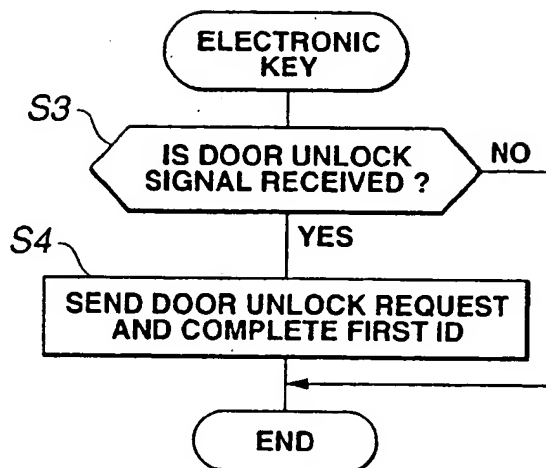 ELECTRONIC
KEY
S3
IS DOOR UNLOCK
SIGNAL RECEIVED ?
NO
YES
S4
SEND DOOR UNLOCK REQUEST
AND COMPLETE FIRST ID
END